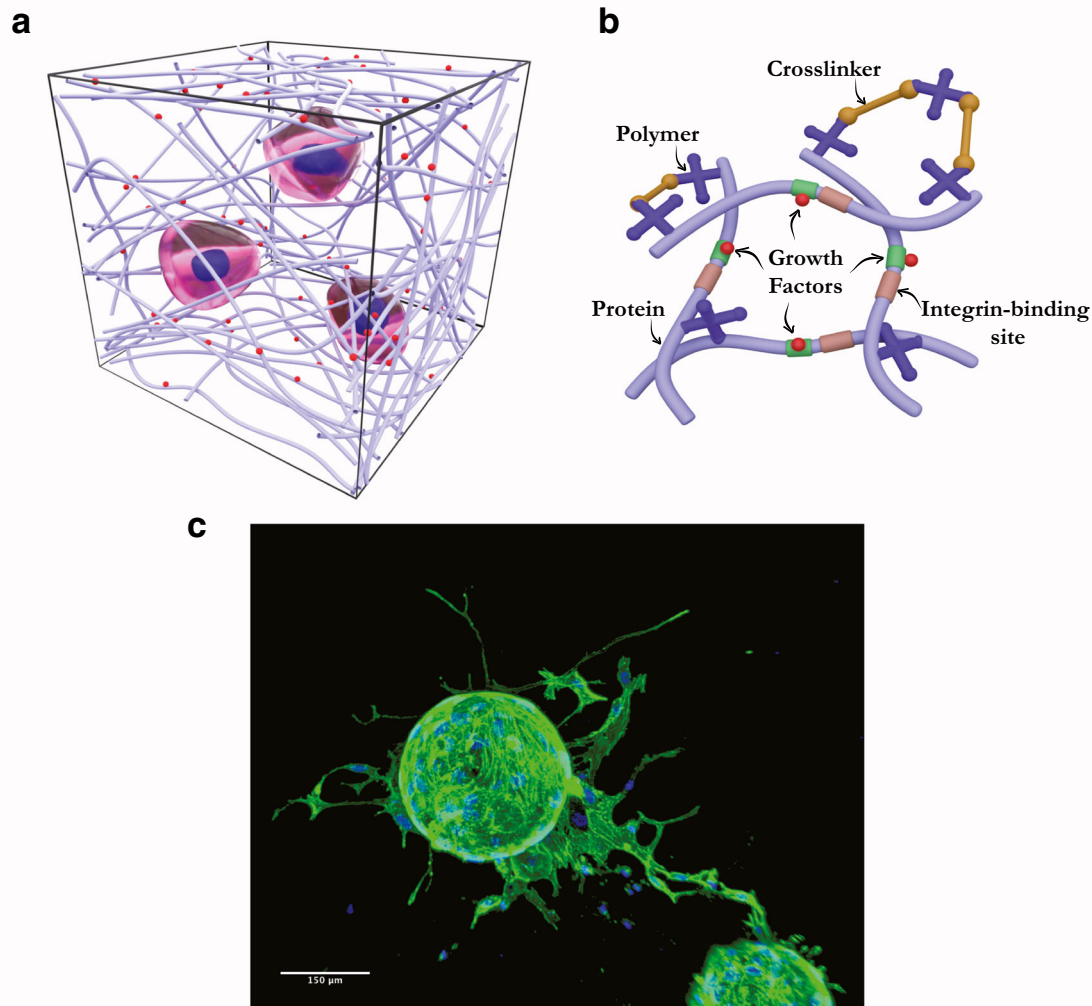 a
b
Crosslinker
Polymer
Growth
Factors
Protein
Integrin-binding
site
c
150 µm